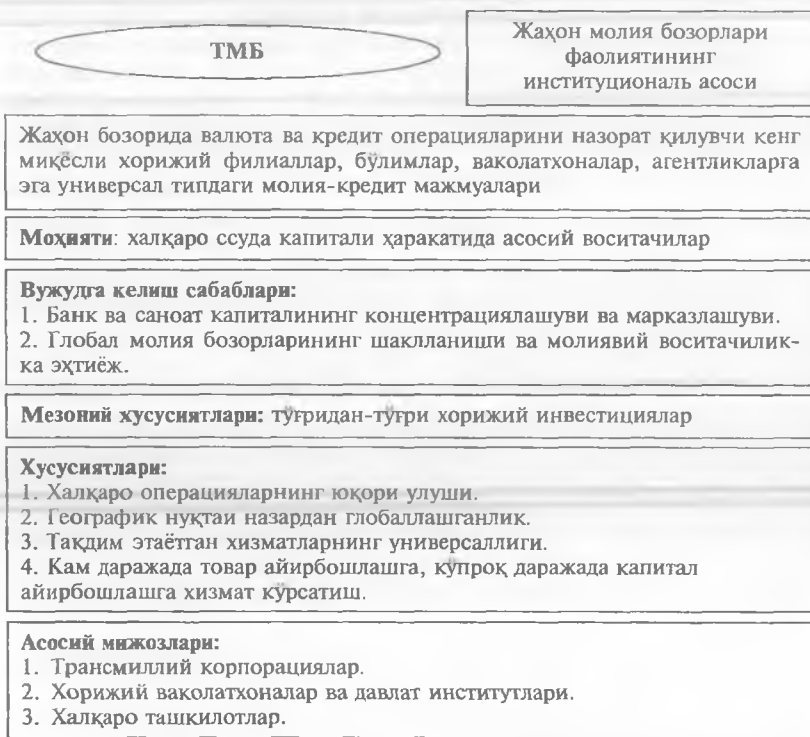 ТМБ
Жаҳон молия бозорлари
фаолиятининг
институциональ асоси
Жаҳон бозорида валюта ва кредит операцияларини назорат қилувчи кенг
миқёсли хорижий филиаллар, бўлимлар, ваколатхоналар, агентликларга
эга универсал типдаги молия-кредит мажмуалари
Моҳияти: халқаро ссуда капитали ҳаракатида асосий воситачилар
Вужудга келиш сабаблари:
1. Банк ва саноат капиталининг концентрациялашуви ва марказлашуви.
2. Глобал молия бозорларининг шаклланиши ва молиявий воситачилик-
ка эҳтиёж.
Мезоний хусусиятлари: тўғридан-тўғри хорижий инвестициялар
Хусусиятлари:
1. Халқаро операцияларнинг юқори улуши.
2. Географик нуқтаи назардан глобаллашганлик.
3. Тақдим этаётган хизматларнинг универсаллиги.
4. Кам даражада товар айирбошлашга, кўпроқ даражада капитал
айирбошлашга хизмат кўрсатиш.
Асосий мижозлари:
1. Трансмиллий корпорациялар.
2. Хорижий ваколатхоналар ва давлат институтлари.
3. Халқаро ташкилотлар.